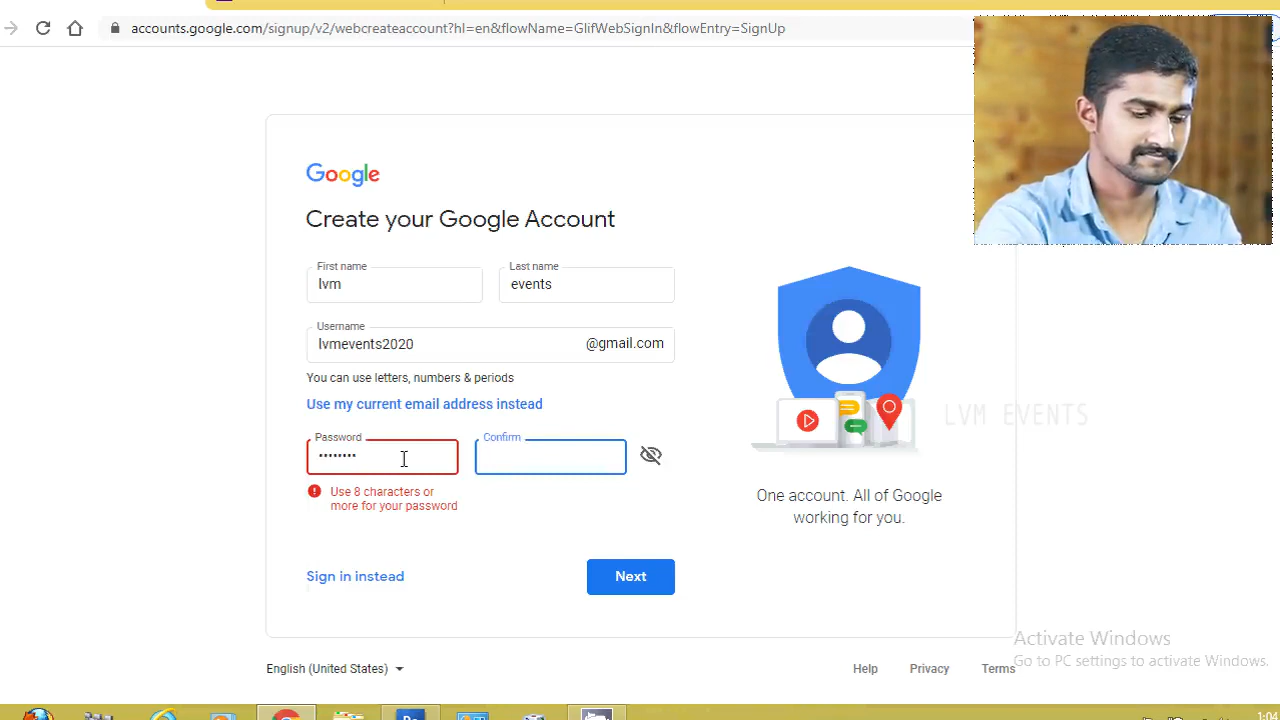 accounts.google.com/signup/v2/webcreateaccount?hl=en&flowName=GlifWebSignIn&flowEntry=SignUp
Google
Create your Google Account
First name
lvm
Last name
events
Username
lvmevents2020
@gmail.com
You can use letters, numbers & periods
Use my current email address instead
Password
••••••••
Confirm
Use 8 characters or
more for your password
Sign in instead
Next
LVM EVENTS
One account. All of Google
working for you.
Activate Windows
Go to PC settings to activate Windows.
English (United States)
Help
Privacy
Terms
1:04